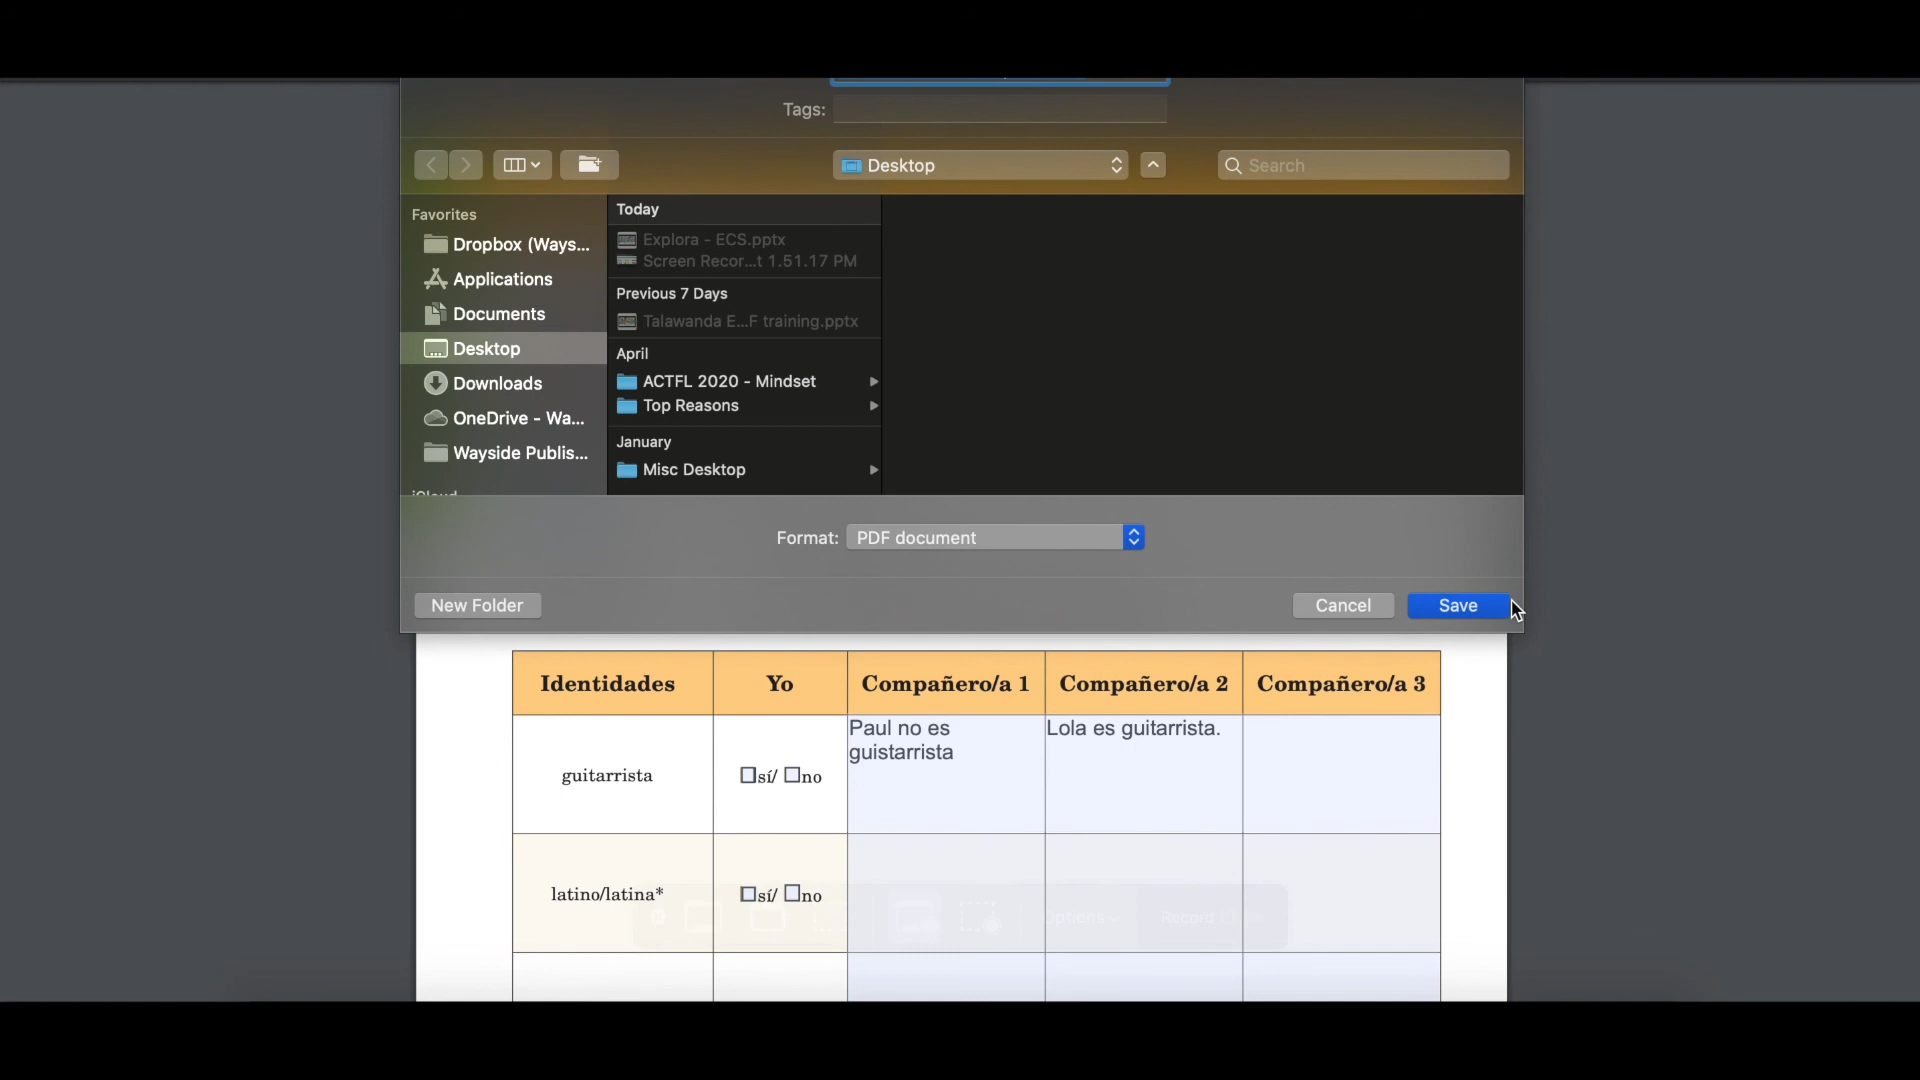 Tags:
Desktop
Search
Favorites
Dropbox (Ways...
Applications
Documents
Desktop
Downloads
OneDrive - Wa...
Wayside Publis...
iCloud
Today
Explora - ECS.pptx
Screen Recor...t 1.51.17 PM
Previous 7 Days
Talawanda E...F training.pptx
April
ACTFL 2020 - Mindset
Top Reasons
January
Misc Desktop
Format: PDF document
New Folder
Cancel
Save
Identidades
Yo
Compañero/a 1
Compañero/a 2
Compañero/a 3
guitarrista
sí/ no
Paul no es
guistarrista
Lola es guitarrista.
latino/latina*
sí/ no
Options
Record